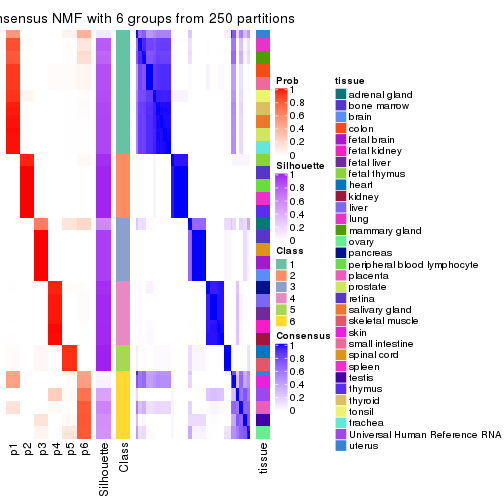 nsensus NMF with 6 groups from 250 partitions
Prob
1
0.8
0.6
0.4
0.2
0
Silhouette
1
0.8
0.6
0.4
0.2
0
Class
1
2
3
4
5
6
Consensus
1
0.8
0.6
0.4
0.2
0
tissue
adrenal gland
bone marrow
brain
colon
fetal brain
fetal kidney
fetal liver
fetal thymus
heart
kidney
liver
lung
mammary gland
ovary
pancreas
peripheral blood lymphocyte
placenta
prostate
retina
salivary gland
skeletal muscle
skin
small intestine
spinal cord
spleen
testis
thymus
thyroid
tonsil
trachea
Universal Human Reference RNA
uterus
p1
p2
p3
p4
p5
p6
Silhouette
Class
tissue